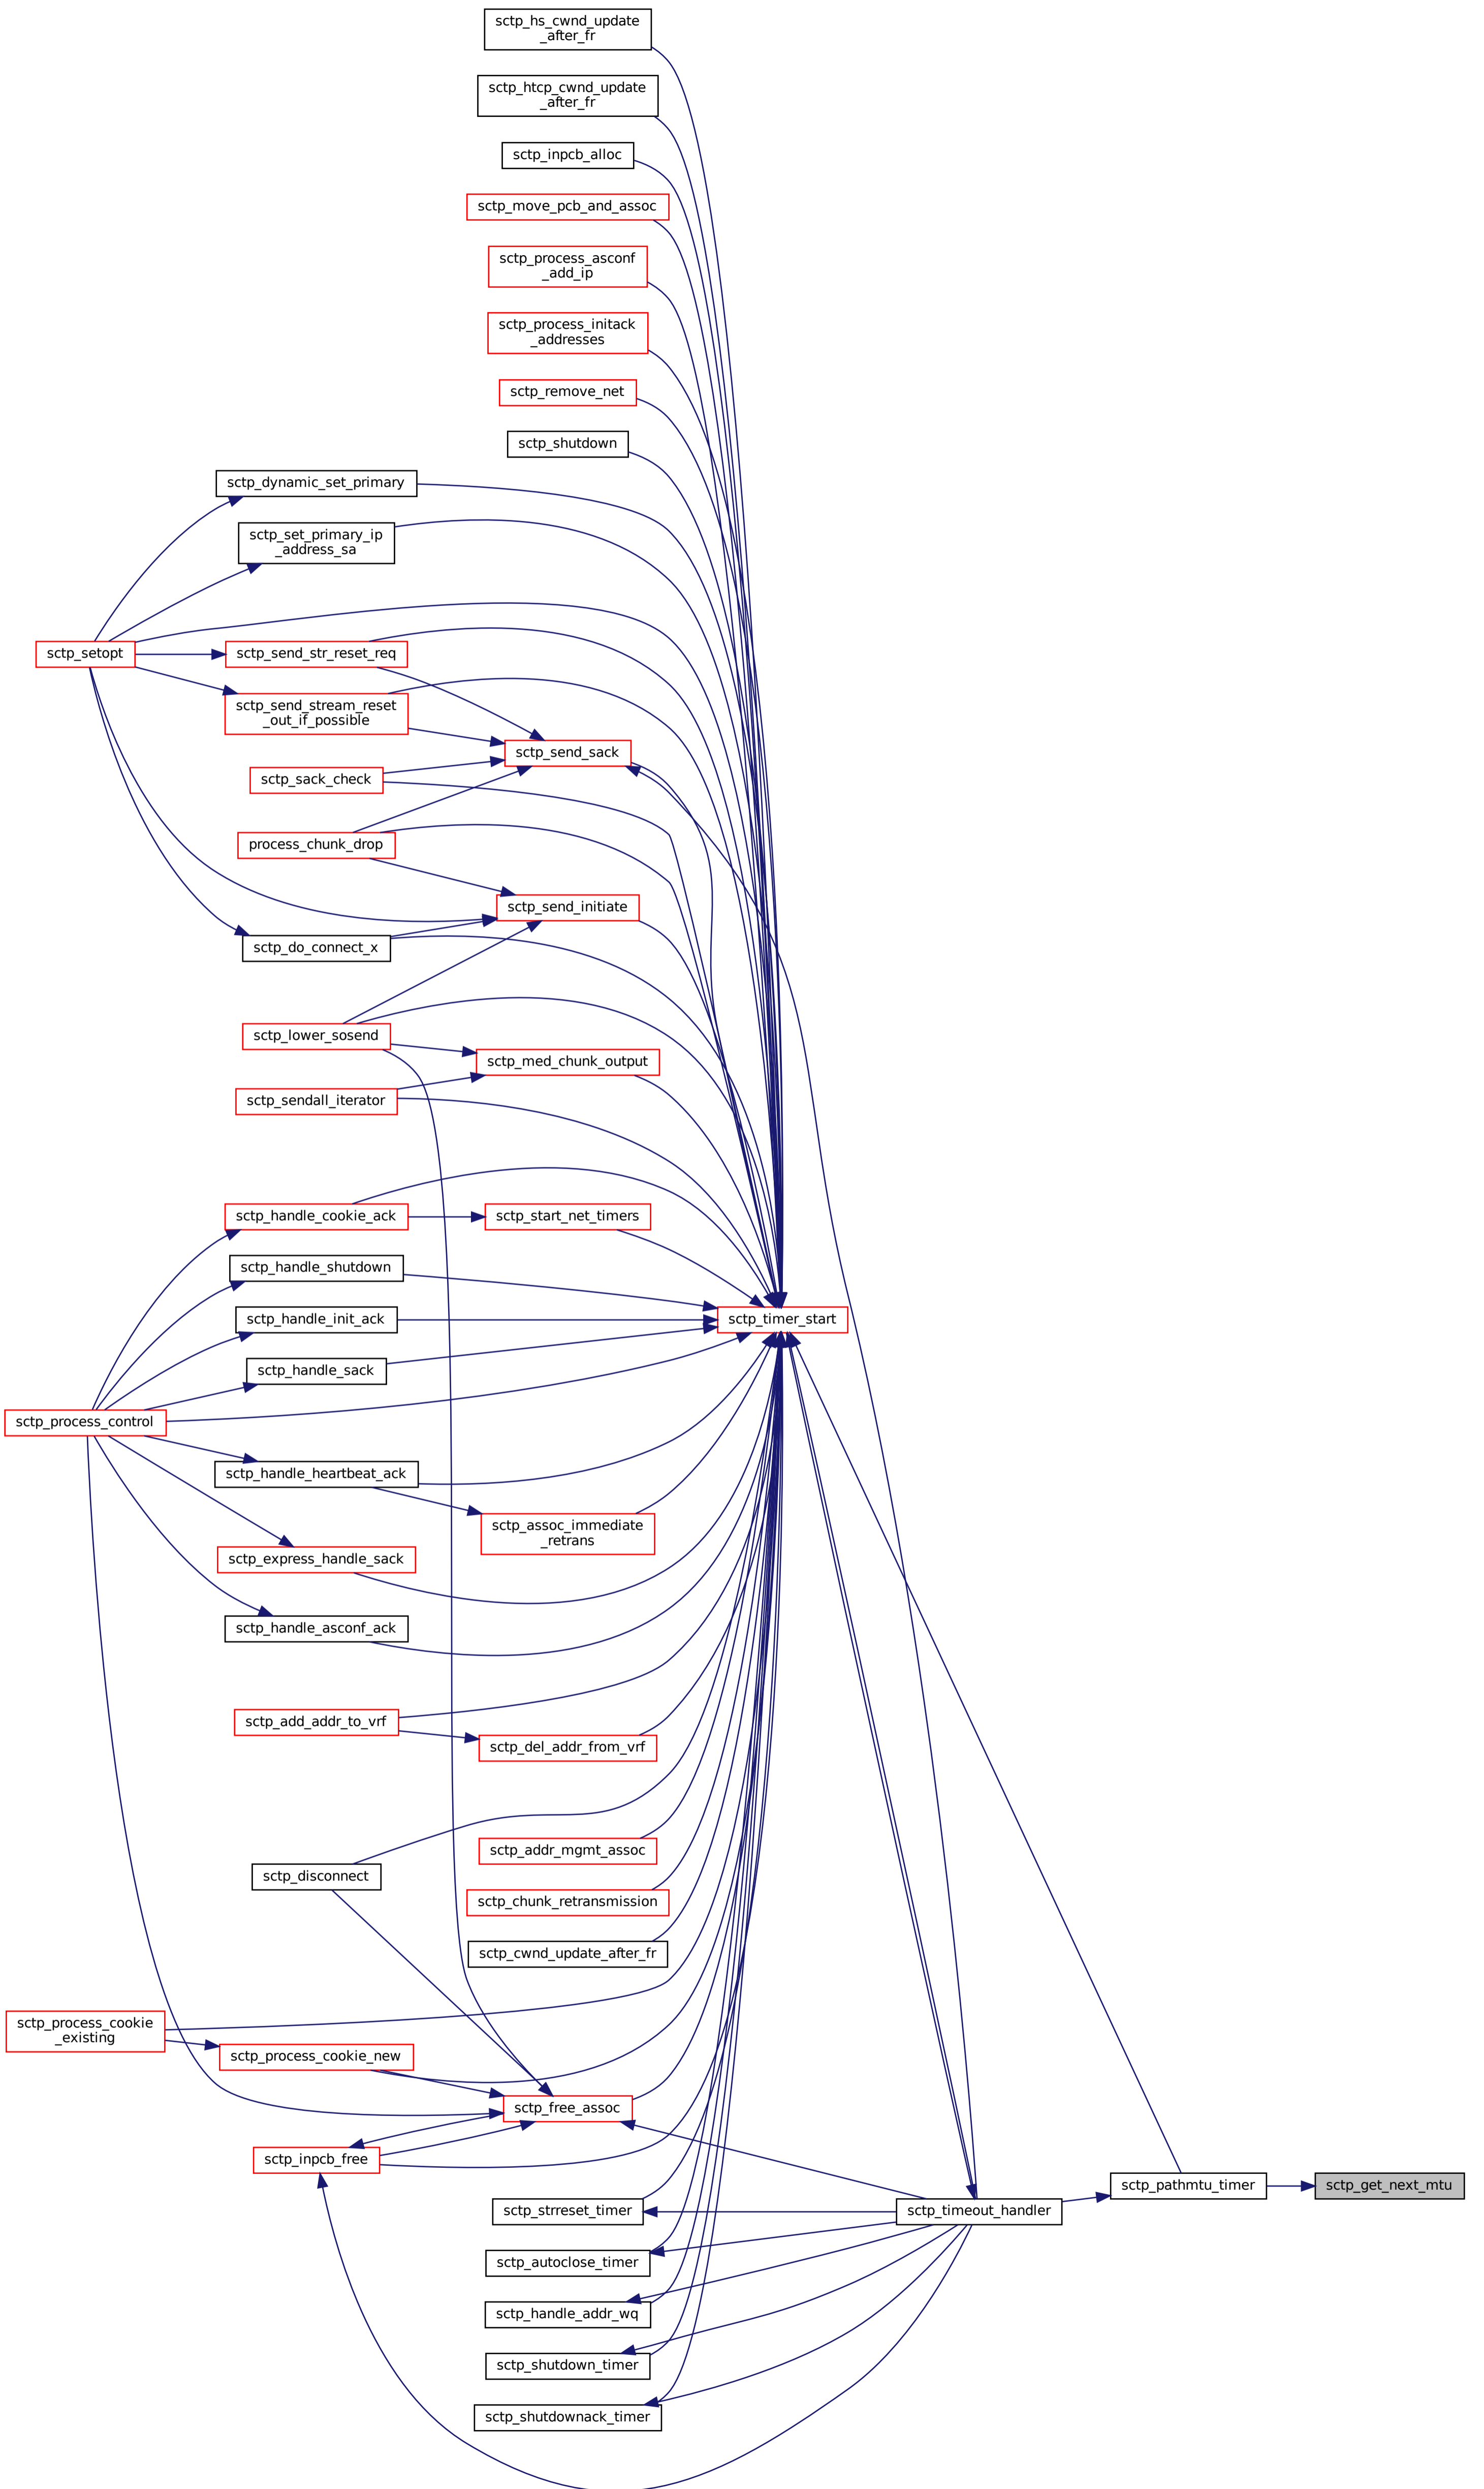 sctp_hs_cwnd_update
_after_fr
sctp_htcp_cwnd_update
_after_fr
sctp_inpcb_alloc
sctp_move_pcb_and_assoc
sctp_process_asconf
_add_ip
sctp_process_initack
_addresses
sctp_remove_net
sctp_shutdown
sctp_dynamic_set_primary
sctp_set_primary_ip
_address_sa
sctp_setopt
sctp_send_str_reset_req
sctp_send_stream_reset
_out_if_possible
sctp_send_sack
sctp_sack_check
process_chunk_drop
sctp_send_initiate
sctp_do_connect_x
sctp_lower_sosend
sctp_med_chunk_output
sctp_sendall_iterator
sctp_handle_cookie_ack
sctp_start_net_timers
sctp_handle_shutdown
sctp_handle_init_ack
sctp_timer_start
sctp_handle_sack
sctp_process_control
sctp_handle_heartbeat_ack
sctp_assoc_immediate
_retrans
sctp_express_handle_sack
sctp_handle_asconf_ack
sctp_add_addr_to_vrf
sctp_del_addr_from_vrf
sctp_addr_mgmt_assoc
sctp_disconnect
sctp_chunk_retransmission
sctp_cwnd_update_after_fr
sctp_process_cookie
_existing
sctp_process_cookie_new
sctp_free_assoc
sctp_inpcb_free
sctp_pathmtu_timer
sctp_get_next_mtu
sctp_strreset_timer
sctp_timeout_handler
sctp_autoclose_timer
sctp_handle_addr_wq
sctp_shutdown_timer
sctp_shutdownack_timer